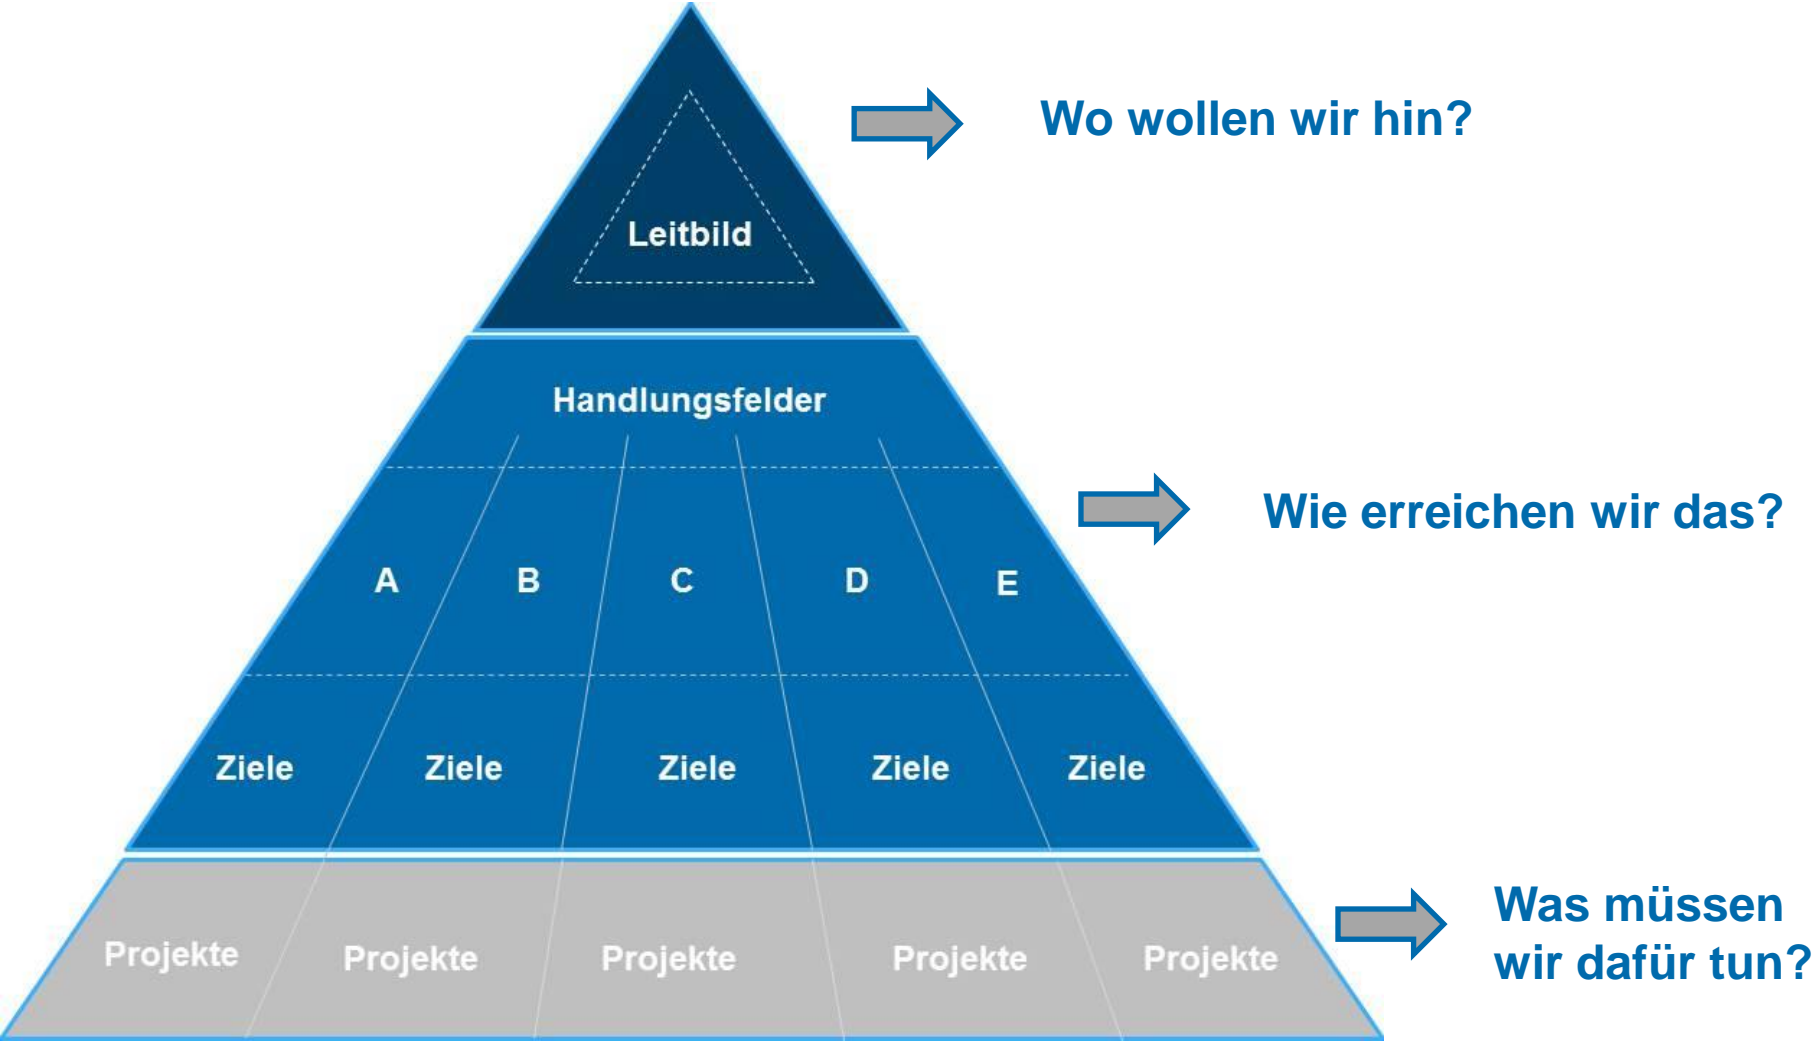 Wo wollen wir hin?
Leitbild
Handlungsfelder
Wie erreichen wir das?
A B C D E
Ziele Ziele Ziele Ziele Ziele
Was müssen
wir dafür tun?
Projekte Projekte Projekte Projekte Projekte